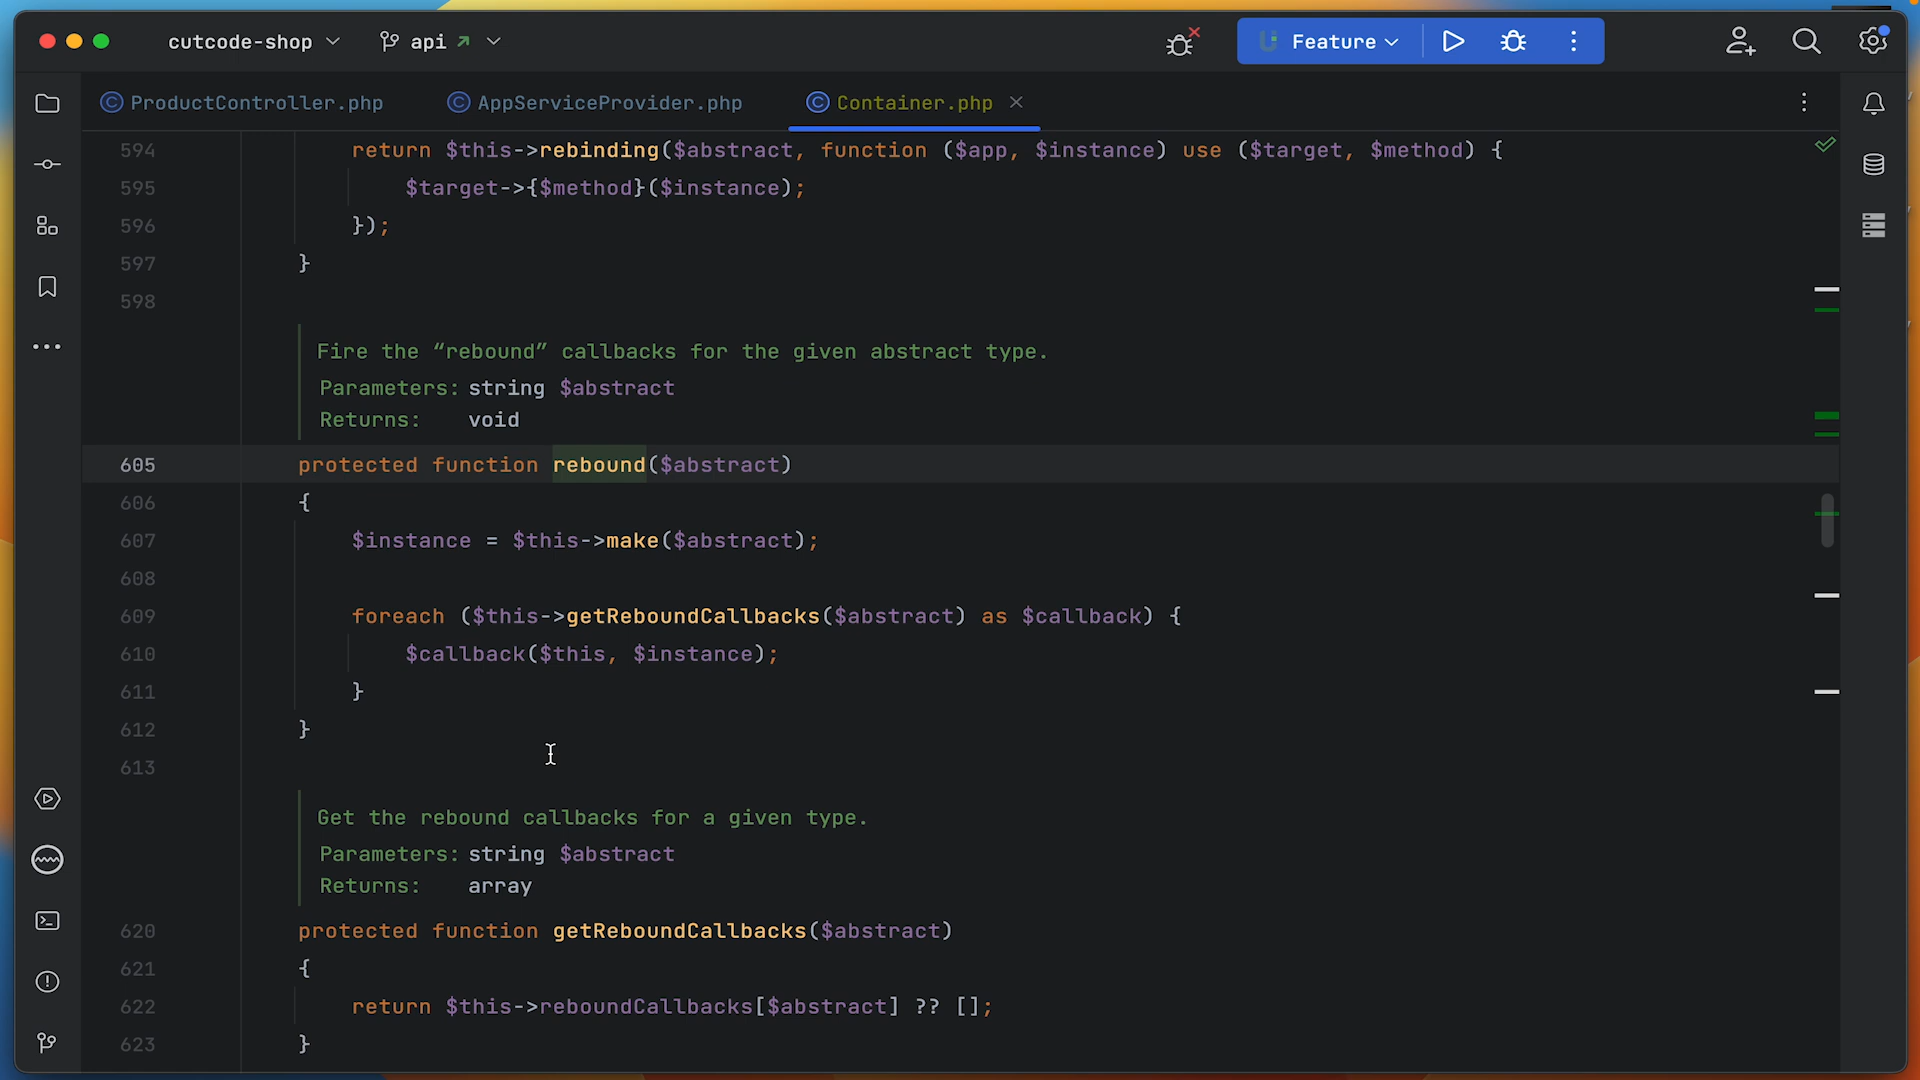 cutcode-shop api Feature
ProductController.php AppServiceProvider.php Container.php
594 return $this->rebinding($abstract, function ($app, $instance) use ($target, $method) {
595 $target->{$method}($instance);
596 });
597 }
598
Fire the “rebound” callbacks for the given abstract type.
Parameters: string $abstract
Returns: void
605 protected function rebound($abstract)
606 {
607 $instance = $this->make($abstract);
608
609 foreach ($this->getReboundCallbacks($abstract) as $callback) {
610 $callback($this, $instance);
611 }
612 }
613
Get the rebound callbacks for a given type.
Parameters: string $abstract
Returns: array
620 protected function getReboundCallbacks($abstract)
621 {
622 return $this->reboundCallbacks[$abstract] ?? [];
623 }